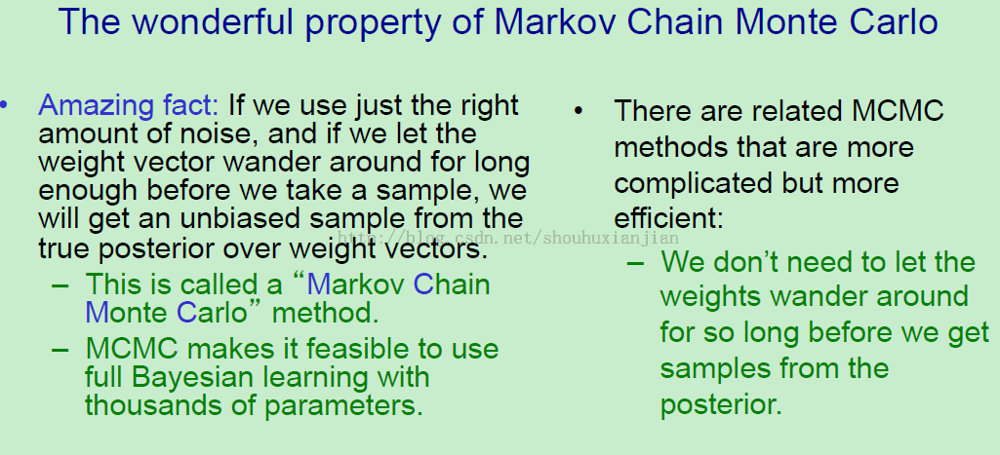 The wonderful property of Markov Chain Monte Carlo
• Amazing fact: If we use just the right
amount of noise, and if we let the
weight vector wander around for long
enough before we take a sample, we
will get an unbiased sample from the
true posterior over weight vectors.
– This is called a “Markov Chain
Monte Carlo” method.
– MCMC makes it feasible to use
full Bayesian learning with
thousands of parameters.
• There are related MCMC
methods that are more
complicated but more
efficient:
– We don’t need to let the
weights wander around
for so long before we get
samples from the
posterior.
http://blog.csdn.net/shouhuxianjian